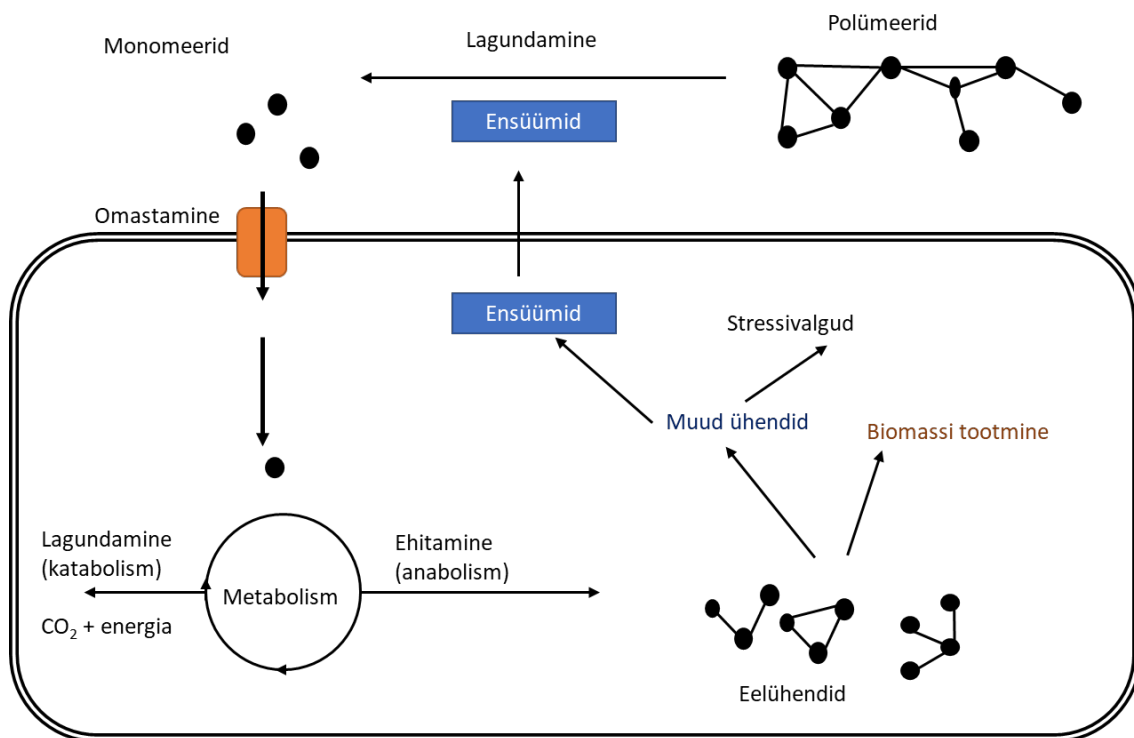 Monomeerid
Lagundamine
Polümeerid
Ensüümid
Omastamine
Ensüümid
Stressivalgud
Muud ühendid
Biomassi tootmine
Lagundamine
(katabolism)
CO₂ + energia
Metabolism
Ehitamine
(anabolism)
Eelühendid